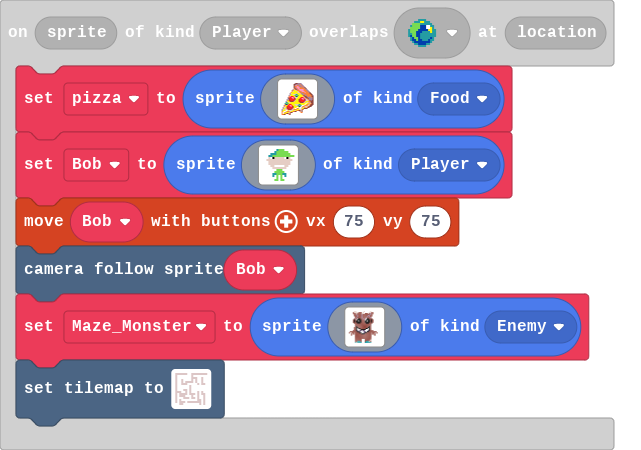 on sprite of kind Player overlaps at location
set pizza to sprite of kind Food
set Bob to sprite of kind Player
move Bob with buttons vx 75 vy 75
camera follow sprite Bob
set Maze_Monster to sprite of kind Enemy
set tilemap to